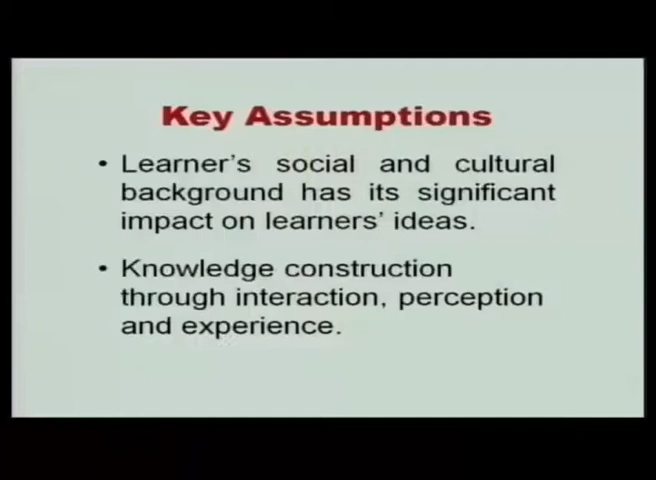 Key Assumptions
• Learner's social and cultural
background has its significant
impact on learners' ideas.
• Knowledge construction
through interaction, perception
and experience.